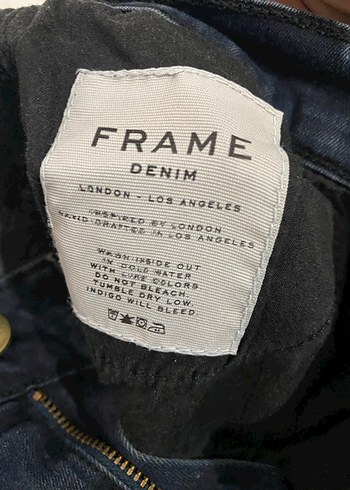 FRAME
DENIM
LONDON - LOS ANGELES
INSPIRED BY LONDON
HAND CRAFTED IN LOS ANGELES
WASH INSIDE OUT
IN COLD WATER
WITH LIKE COLORS
DO NOT BLEACH.
TUMBLE DRY LOW.
INDIGO WILL BLEED.